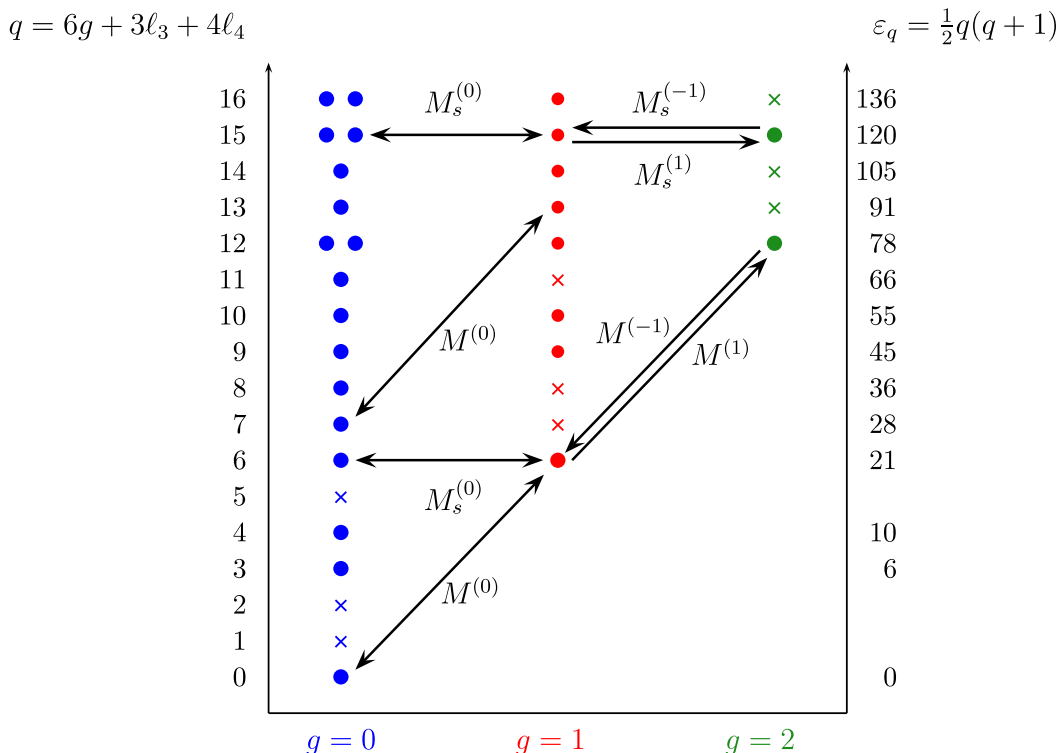 q = 6g + 3ℓ₃ + 4ℓ₄ ε_q = ½q(q + 1)
16 M_s^{(0)} M_s^{(-1)} 136
15 120
14 M_s^{(1)} 105
13 91
12 78
11 66
10 55
9 M^{(0)} M^{(-1)} M^{(1)} 45
8 36
7 28
6 21
5 M_s^{(0)}
4 10
3 6
2 M^{(0)}
1
0 0
g = 0 g = 1 g = 2